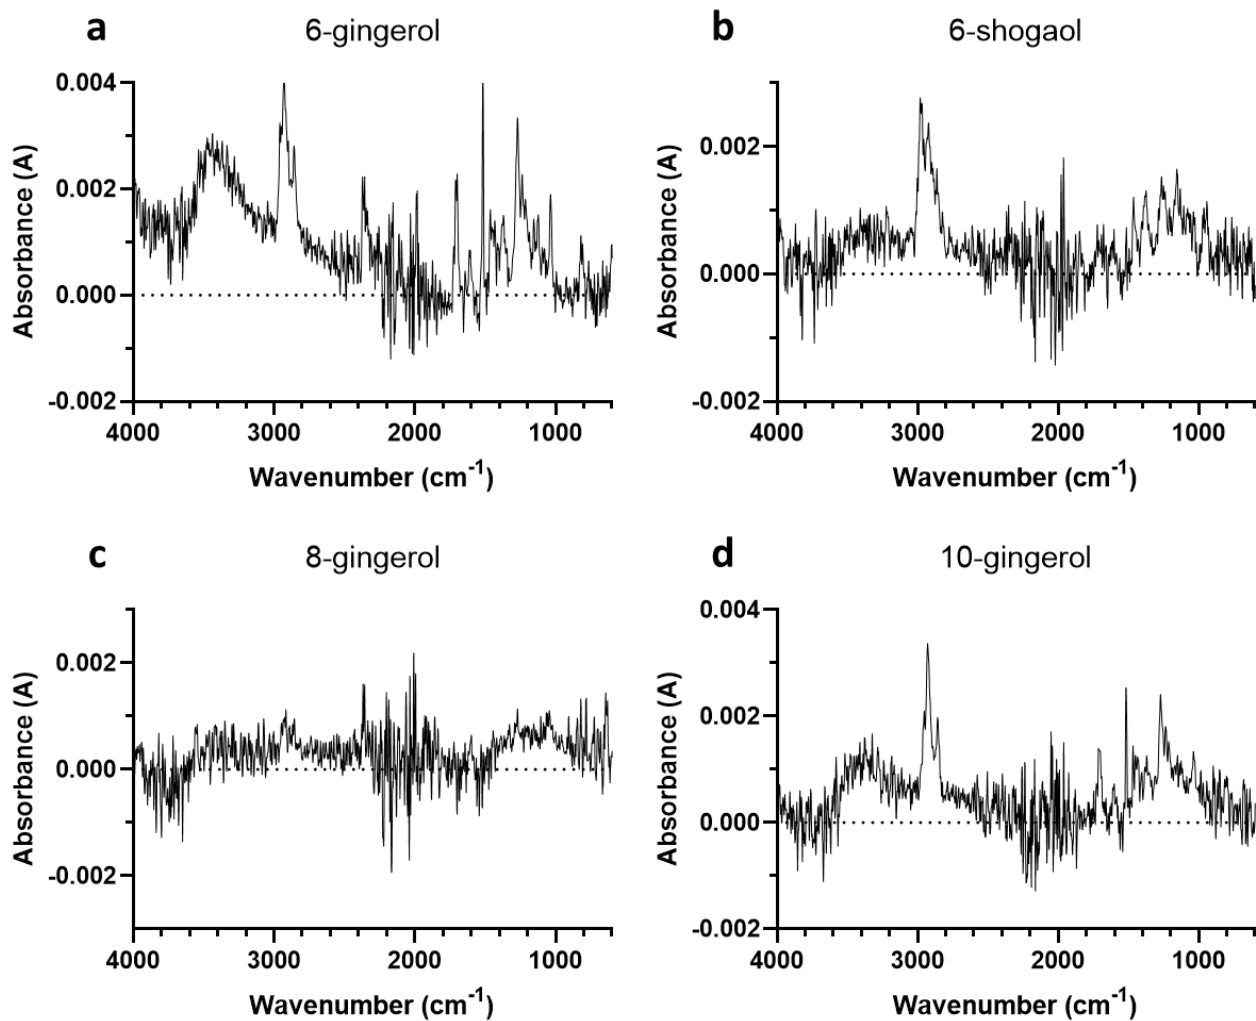 a 6-gingerol
0.004
0.002
0.000
-0.002
Absorbance (A)
4000 3000 2000 1000
Wavenumber (cm-1)
b 6-shogaol
0.002
0.000
-0.002
Absorbance (A)
4000 3000 2000 1000
Wavenumber (cm-1)
c 8-gingerol
0.002
0.000
-0.002
Absorbance (A)
4000 3000 2000 1000
Wavenumber (cm-1)
d 10-gingerol
0.004
0.002
0.000
-0.002
Absorbance (A)
4000 3000 2000 1000
Wavenumber (cm-1)